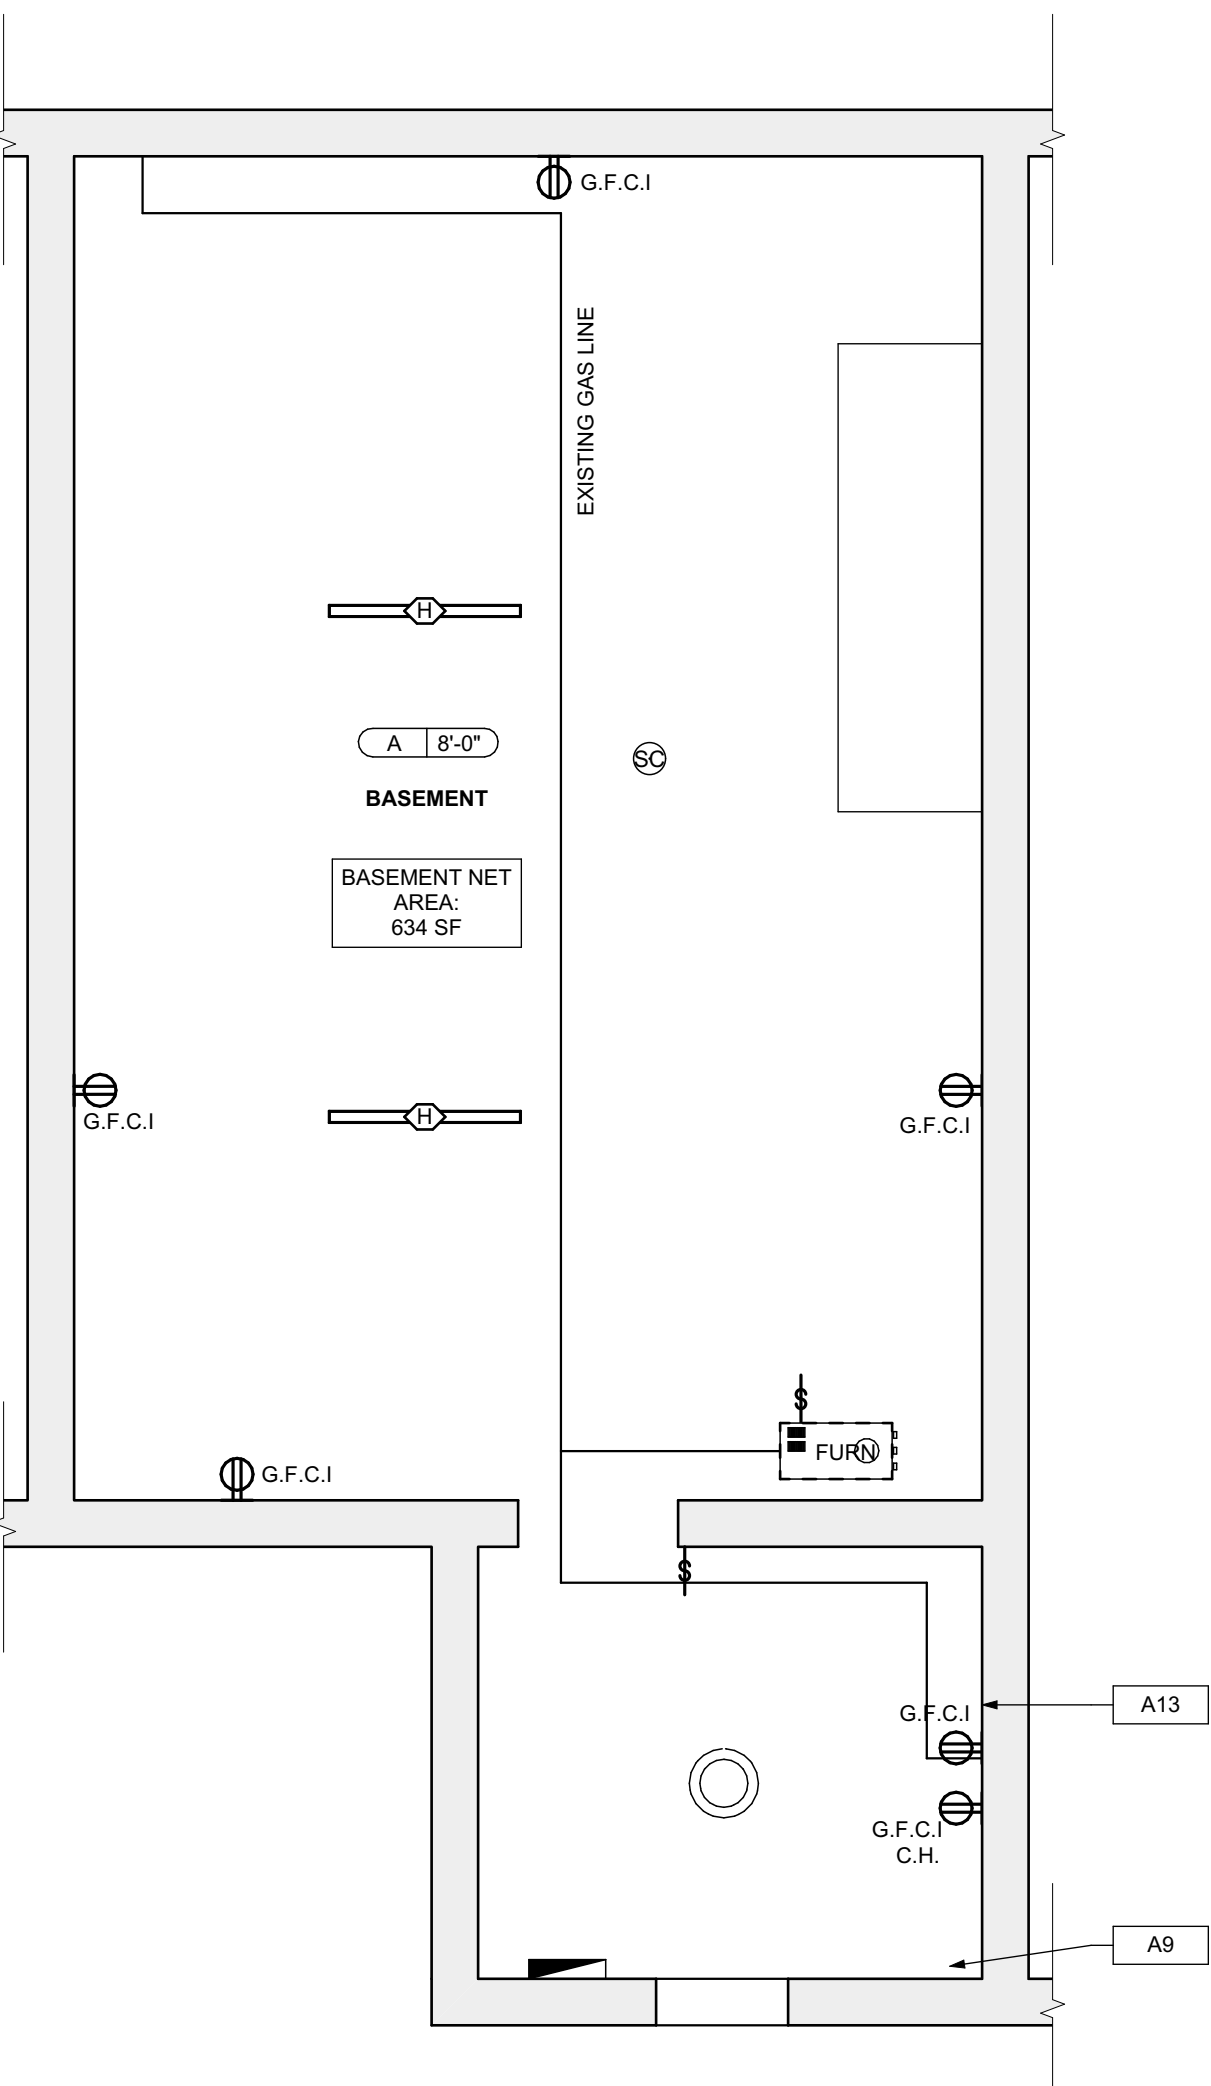 G.F.C.I
EXISTING GAS LINE
H
A 8'-0"
SC
BASEMENT
BASEMENT NET
AREA:
634 SF
G.F.C.I
H
G.F.C.I
$
FURN
G.F.C.I
$
G.F.C.I
A13
G.F.C.I
C.H.
A9